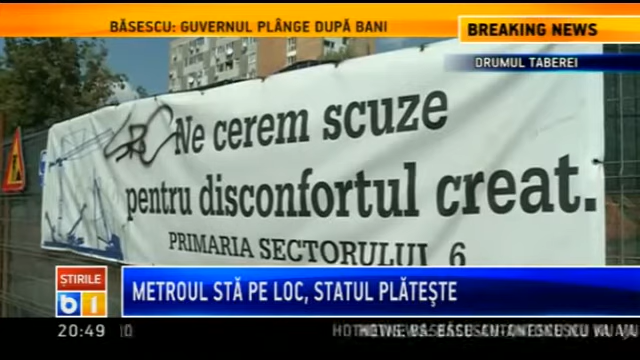 BĂSESCU: GUVERNUL PLÂNGE DUPĂ BANI
BREAKING NEWS
DRUMUL TABEREI
Ne cerem scuze
pentru disconfortul creat.
PRIMARIA SECTORULUI 6
ŞTIRILE
b1
METROUL STĂ PE LOC, STATUL PLĂTEŞTE
20:49